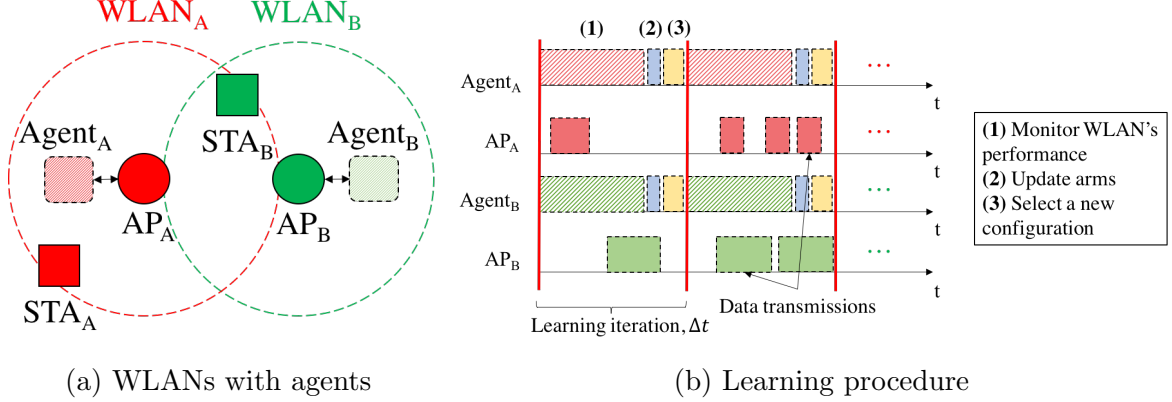 WLAN_A WLAN_B
Agent_A
STA_B
Agent_B
AP_A
AP_B
STA_A
(a) WLANs with agents
(1) (2) (3)
Agent_A
...
t
AP_A
...
t
Agent_B
...
t
AP_B
...
t
Data transmissions
Learning iteration, Δt
(1) Monitor WLAN's
performance
(2) Update arms
(3) Select a new
configuration
(b) Learning procedure